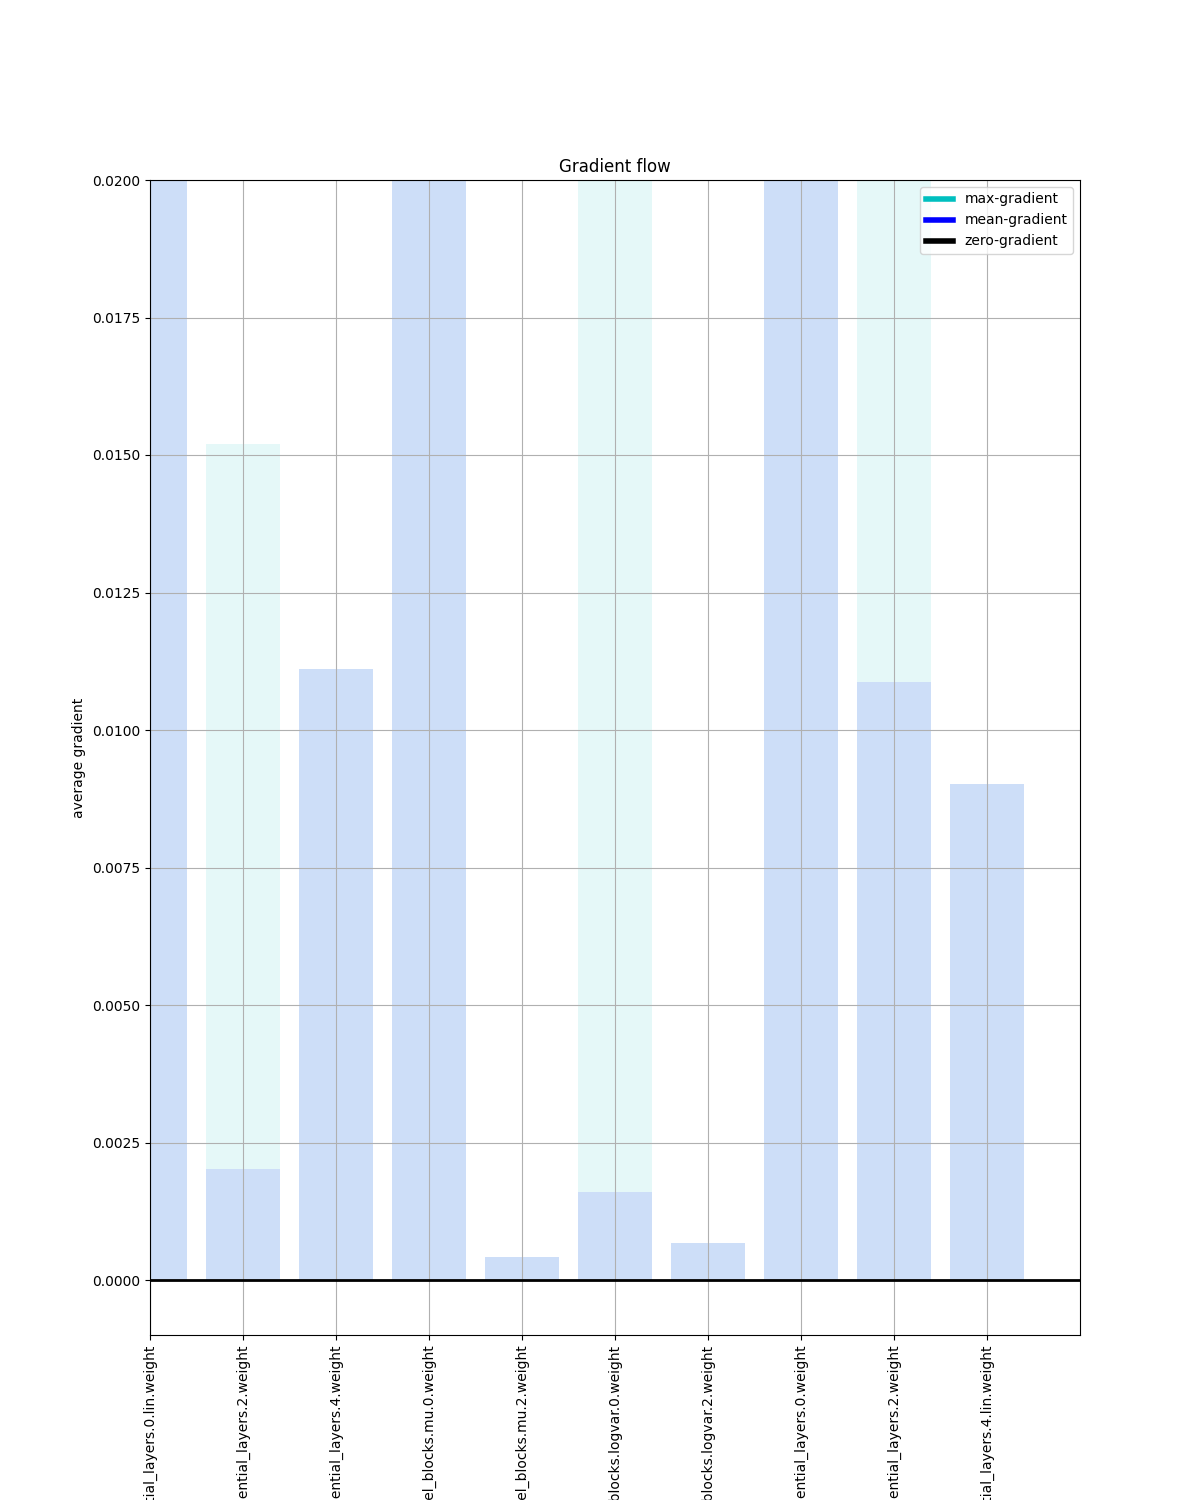 Gradient flow
max-gradient
mean-gradient
zero-gradient
0.0200
0.0175
0.0150
0.0125
0.0100
0.0075
0.0050
0.0025
0.0000
average gradient
tial_layers.0.lin.weight
ential_layers.2.weight
ential_layers.4.weight
el_blocks.mu.0.weight
el_blocks.mu.2.weight
blocks.logvar.0.weight
blocks.logvar.2.weight
ential_layers.0.weight
ential_layers.2.weight
tial_layers.4.lin.weight